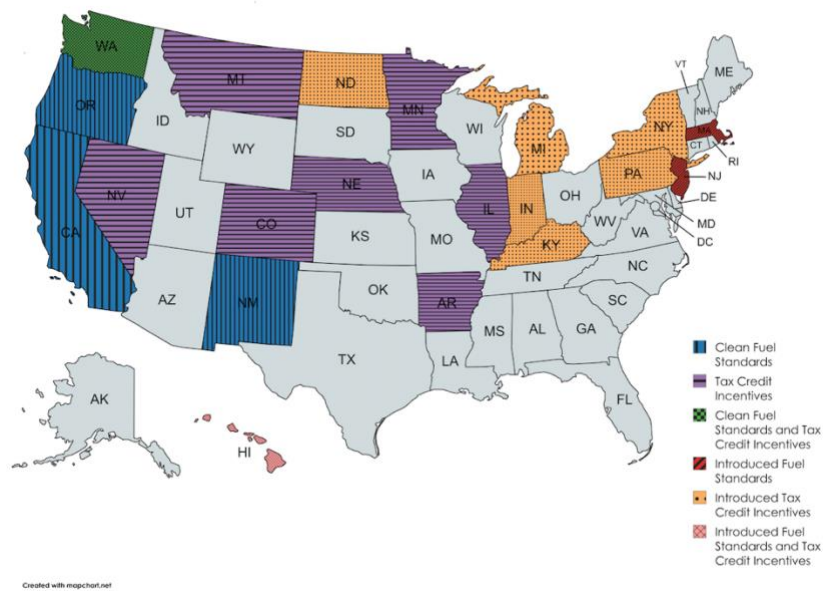 WA
MT
ND
MN
VT
ME
OR
ID
SD
WI
NH
NY
MA
WY
MI
CT
RI
IA
PA
NJ
NE
NV
UT
CO
IL
IN
OH
DE
WV
MD
VA
DC
CA
KS
MO
KY
NC
TN
AZ
NM
OK
AR
SC
MS
AL
GA
TX
LA
FL
AK
HI
Clean Fuel
Standards
Tax Credit
Incentives
Clean Fuel
Standards and Tax
Credit Incentives
Introduced Fuel
Standards
Introduced Tax
Credit Incentives
Introduced Fuel
Standards and Tax
Credit Incentives
Created with mapchart.net